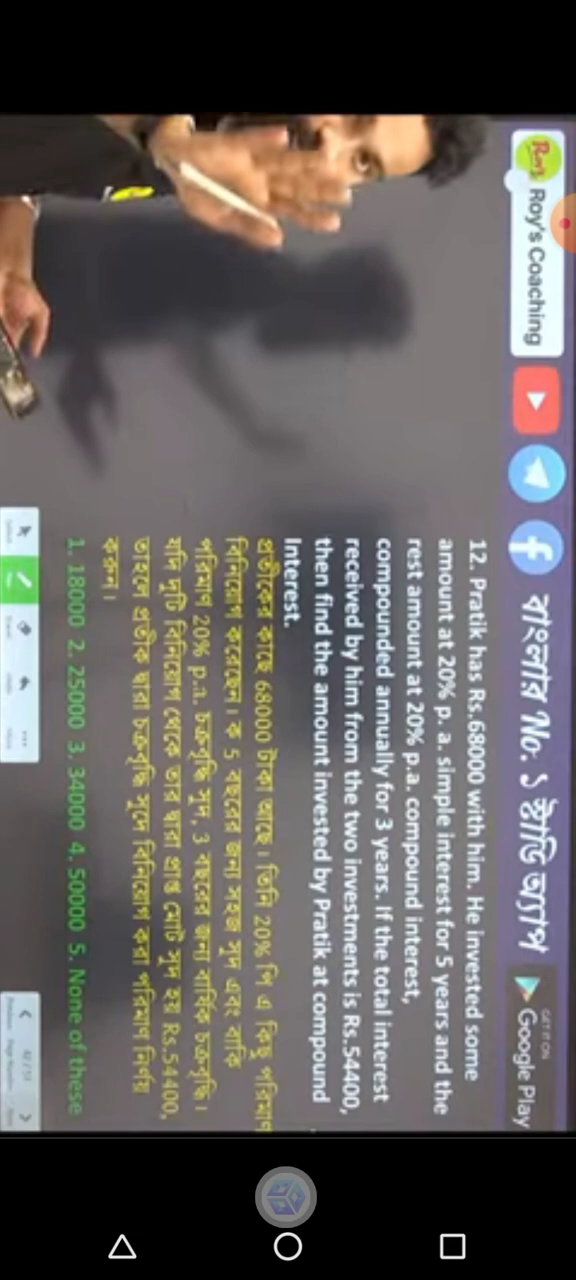 Roy's Coaching
বাংলার No. ১ স্টাডি অ্যাপ
GET IT ON
Google Play
12. Pratik has Rs.68000 with him. He invested some
amount at 20% p. a. simple interest for 5 years and the
rest amount at 20% p.a. compound interest,
compounded annually for 3 years. If the total interest
received by him from the two investments is Rs.54400,
then find the amount invested by Pratik at compound
Interest.
প্রতীকের কাছে 68000 টাকা আছে। তিনি 20% পি এ কিছু পরিমাণ
বিনিয়োগ করেছেন। ক 5 বছরের জন্য সহজ সুদ এবং বাকি
পরিমাণ 20% p.a. চক্রবৃদ্ধি সুদ, 3 বছরের জন্য বার্ষিক চক্রবৃদ্ধি।
যদি দুটি বিনিয়োগ থেকে তার দ্বারা প্রাপ্ত মোট সুদ হয় Rs.54400,
তাহলে প্রতীক দ্বারা চক্রবৃদ্ধি সুদে বিনিয়োগ করা পরিমাণ নির্ণয়
করুন।
1. 18000 2. 25000 3. 34000 4. 50000 5. None of these